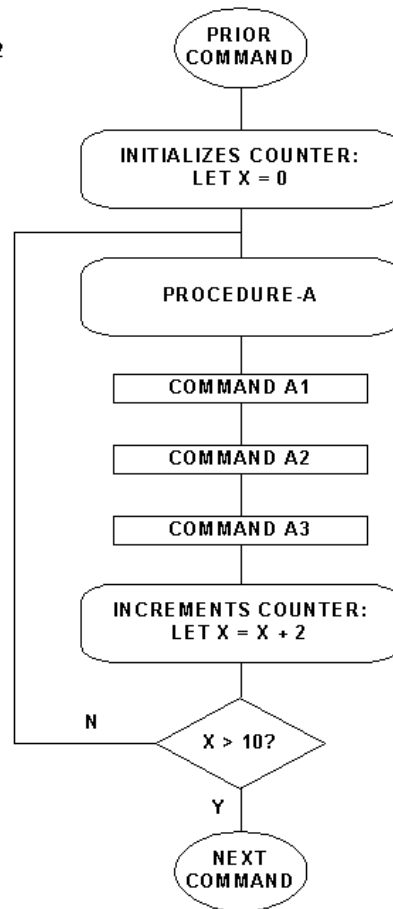 PRIOR
COMMAND
INITIALIZES COUNTER:
LET X = 0
PROCEDURE-A
COMMAND A1
COMMAND A2
COMMAND A3
INCREMENTS COUNTER:
LET X = X + 2
X > 10?
N
Y
NEXT
COMMAND